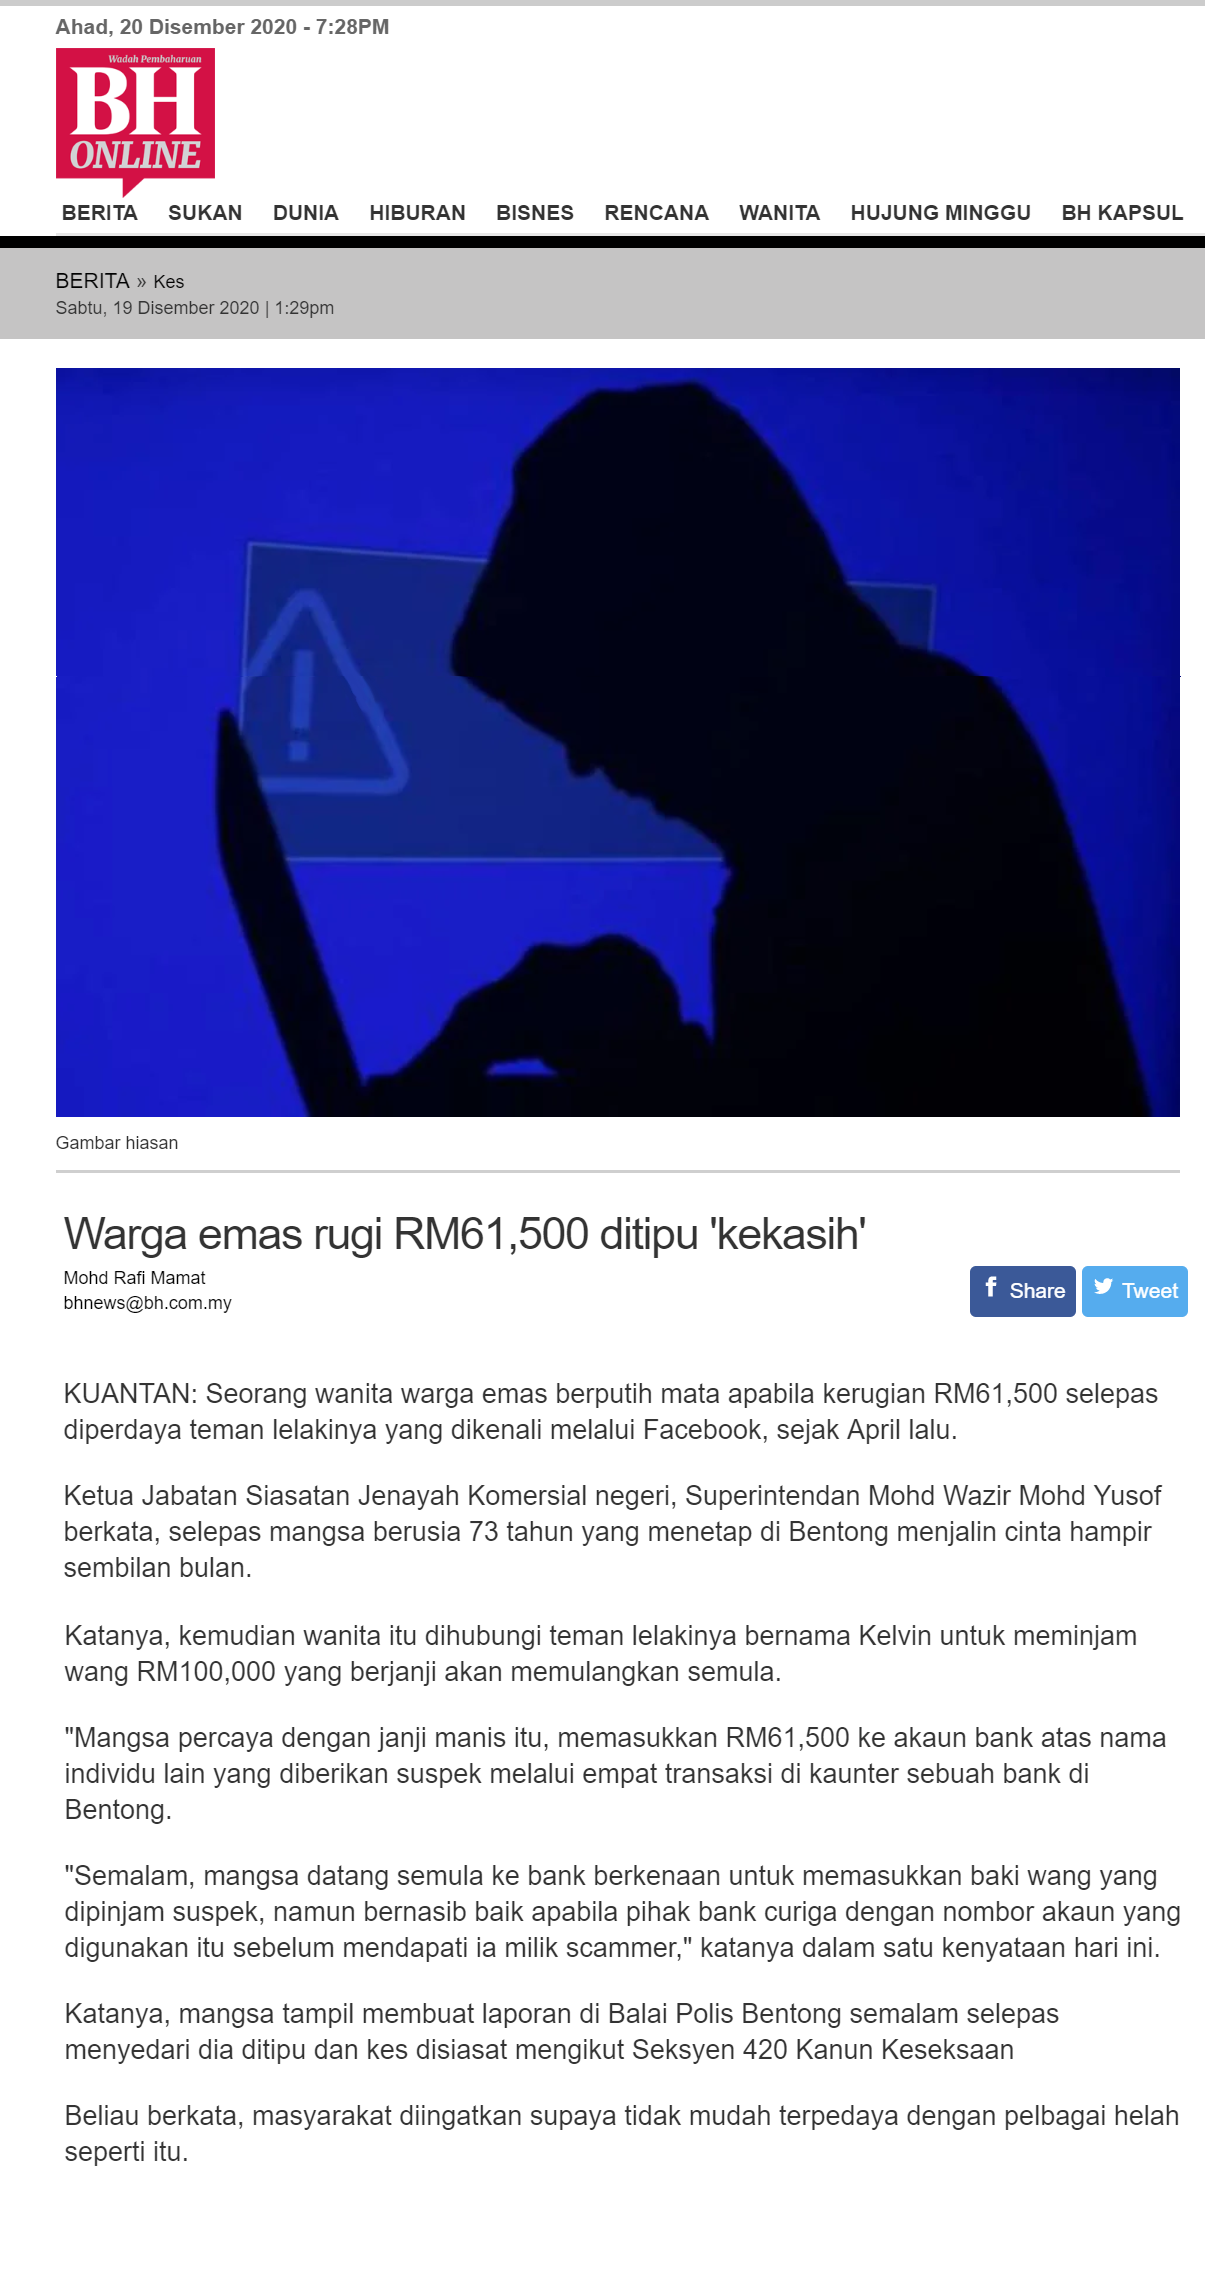 Ahad, 20 Disember 2020 - 7:28PM
Wadah Pembaharuan
BH
ONLINE
BERITA SUKAN DUNIA HIBURAN BISNES RENCANA WANITA HUJUNG MINGGU BH KAPSUL
BERITA » Kes
Sabtu, 19 Disember 2020 | 1:29pm
Gambar hiasan
Warga emas rugi RM61,500 ditipu 'kekasih'
Mohd Rafi Mamat
bhnews@bh.com.my
Share Tweet
KUANTAN: Seorang wanita warga emas berputih mata apabila kerugian RM61,500 selepas
diperdaya teman lelakinya yang dikenali melalui Facebook, sejak April lalu.
Ketua Jabatan Siasatan Jenayah Komersial negeri, Superintendan Mohd Wazir Mohd Yusof
berkata, selepas mangsa berusia 73 tahun yang menetap di Bentong menjalin cinta hampir
sembilan bulan.
Katanya, kemudian wanita itu dihubungi teman lelakinya bernama Kelvin untuk meminjam
wang RM100,000 yang berjanji akan memulangkan semula.
"Mangsa percaya dengan janji manis itu, memasukkan RM61,500 ke akaun bank atas nama
individu lain yang diberikan suspek melalui empat transaksi di kaunter sebuah bank di
Bentong.
"Semalam, mangsa datang semula ke bank berkenaan untuk memasukkan baki wang yang
dipinjam suspek, namun bernasib baik apabila pihak bank curiga dengan nombor akaun yang
digunakan itu sebelum mendapati ia milik scammer," katanya dalam satu kenyataan hari ini.
Katanya, mangsa tampil membuat laporan di Balai Polis Bentong semalam selepas
menyedari dia ditipu dan kes disiasat mengikut Seksyen 420 Kanun Keseksaan
Beliau berkata, masyarakat diingatkan supaya tidak mudah terpedaya dengan pelbagai helah
seperti itu.